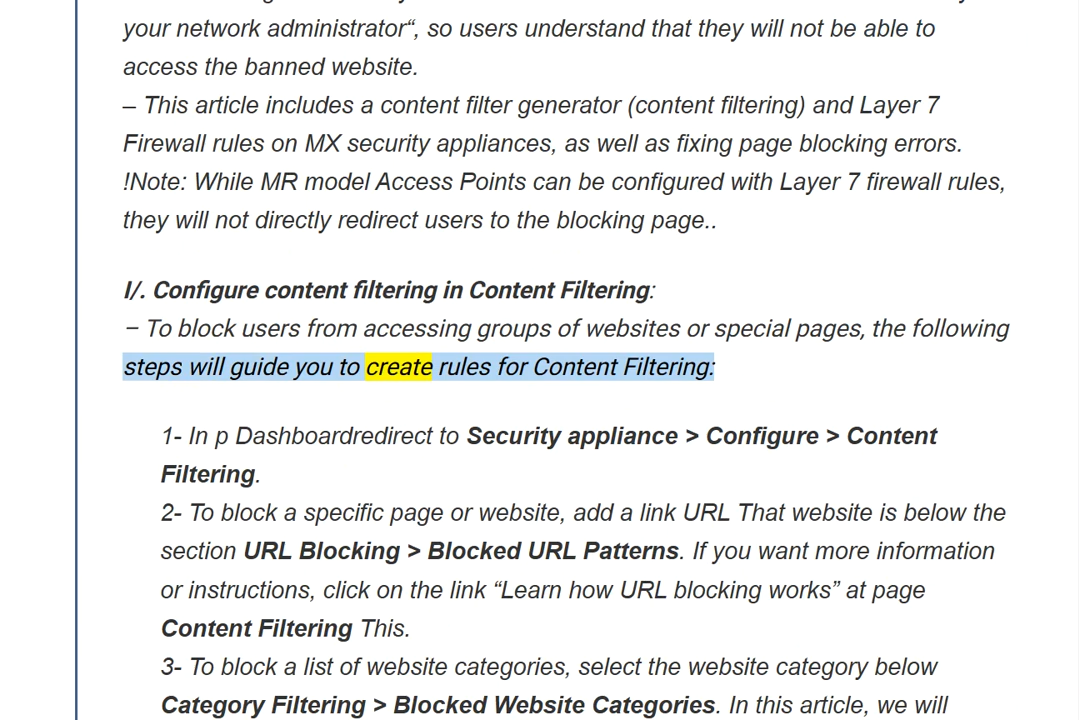 your network administrator“, so users understand that they will not be able to
access the banned website.
– This article includes a content filter generator (content filtering) and Layer 7
Firewall rules on MX security appliances, as well as fixing page blocking errors.
!Note: While MR model Access Points can be configured with Layer 7 firewall rules,
they will not directly redirect users to the blocking page..
I/. Configure content filtering in Content Filtering:
– To block users from accessing groups of websites or special pages, the following
steps will guide you to create rules for Content Filtering:
1- In p Dashboardredirect to Security appliance > Configure > Content
Filtering.
2- To block a specific page or website, add a link URL That website is below the
section URL Blocking > Blocked URL Patterns. If you want more information
or instructions, click on the link “Learn how URL blocking works” at page
Content Filtering This.
3- To block a list of website categories, select the website category below
Category Filtering > Blocked Website Categories. In this article, we will